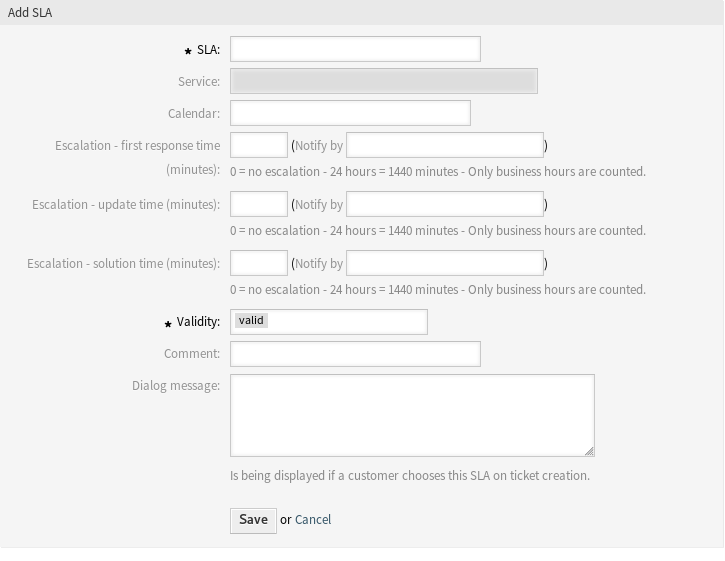 Add SLA
★ SLA:
Service:
Calendar:
Escalation - first response time (Notify by )
(minutes): 0 = no escalation - 24 hours = 1440 minutes - Only business hours are counted.
Escalation - update time (minutes): (Notify by )
0 = no escalation - 24 hours = 1440 minutes - Only business hours are counted.
Escalation - solution time (minutes): (Notify by )
0 = no escalation - 24 hours = 1440 minutes - Only business hours are counted.
★ Validity: valid
Comment:
Dialog message:
Is being displayed if a customer chooses this SLA on ticket creation.
Save or Cancel